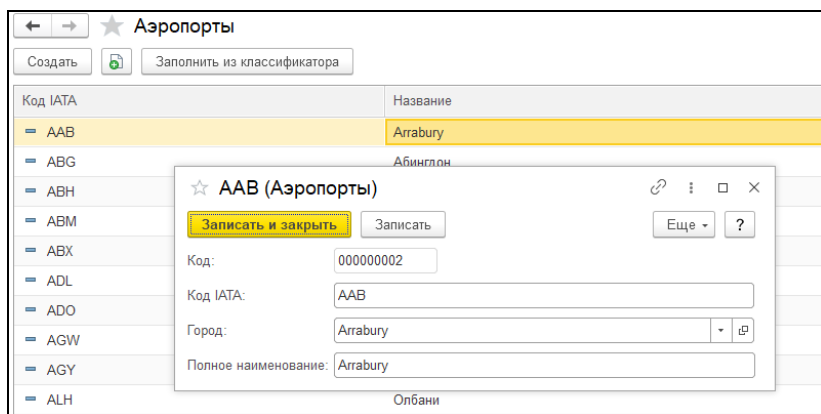 Аэропорты
Создать Заполнить из классификатора
Код IATA Название
AAB Arrabury
ABG Абингдон
ABH
ABM
ABX
ADL
ADO
AGW
AGY
ALH Олбани
AAB (Аэропорты)
Записать и закрыть Записать Еще ?
Код: 000000002
Код IATA: AAB
Город: Arrabury
Полное наименование: Arrabury